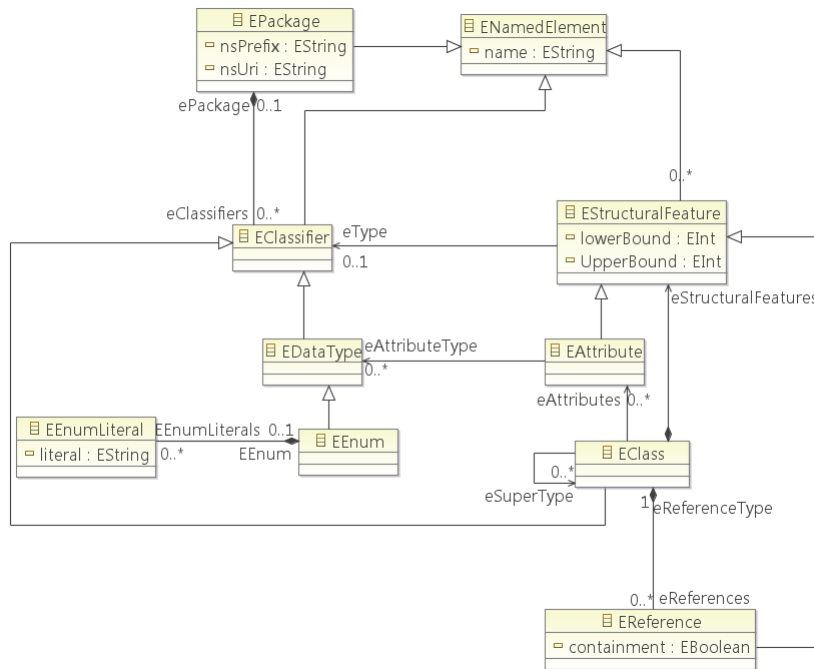 EPackage
nsPrefix : EString
nsUri : EString
ENamedElement
name : EString
ePackage 0..1
0..*
eClassifiers 0..*
EClassifier
eType
0..1
EStructuralFeature
lowerBound : EInt
UpperBound : EInt
eStructuralFeatures
EDataType
eAttributeType
0..*
EAttribute
eAttributes 0..*
EEnumLiteral
literal : EString
EEnumLiterals 0..1
0..*
EEnum
EEnum
EClass
0..*
eSuperType
1
eReferenceType
0..* eReferences
EReference
containment : EBoolean